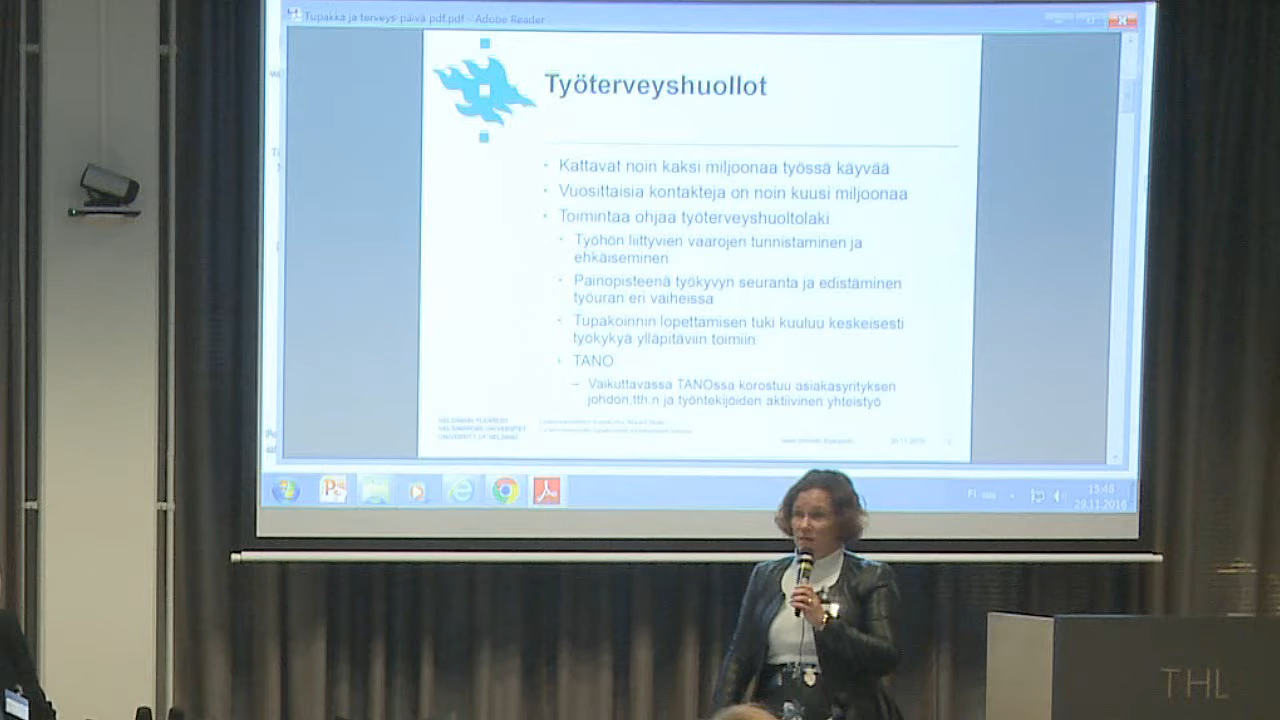 Tupakka ja terveys päivä pdf.pdf - Adobe Reader
Työterveyshuollot
• Kattavat noin kaksi miljoonaa työssä käyvää
• Vuosittaisia kontakteja on noin kuusi miljoonaa
• Toimintaa ohjaa työterveyshuoltolaki
• Työhön liittyvien vaarojen tunnistaminen ja
ehkäiseminen
• Painopisteenä työkyvyn seuranta ja edistäminen
työuran eri vaiheissa
• Tupakoinnin lopettamisen tuki kuuluu keskeisesti
työkykyä ylläpitäviin toimiin
• TANO
– Vaikuttavassa TANOssa korostuu asiakasyrityksen
johdon,tth:n ja työntekijöiden aktiivinen yhteistyö
HELSINGIN YLIOPISTO
HELSINGFORS UNIVERSITET
UNIVERSITY OF HELSINKI
FI
15:48
29.11.2016
THL